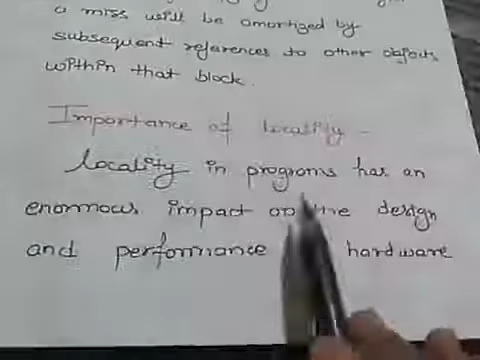 a miss will be amortized by
subsequent references to other objects
within that block.
Importance of locality -
locality in programs has an
enormous impact on the design
and performance hardware